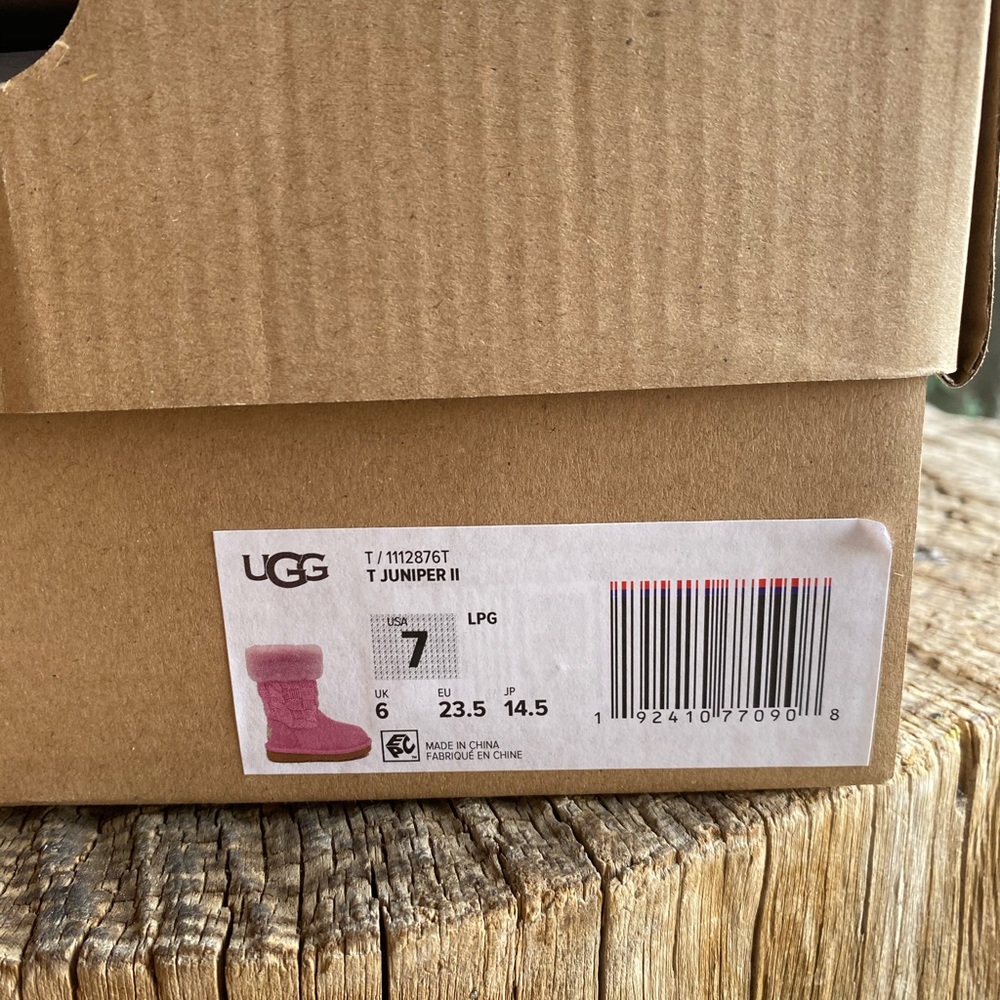 UGG
T / 1112876T
T JUNIPER II
USA
7
LPG
UK
6
EU
23.5
JP
14.5
EPC™
MADE IN CHINA
FABRIQUÉ EN CHINE
1 92410 77090 8